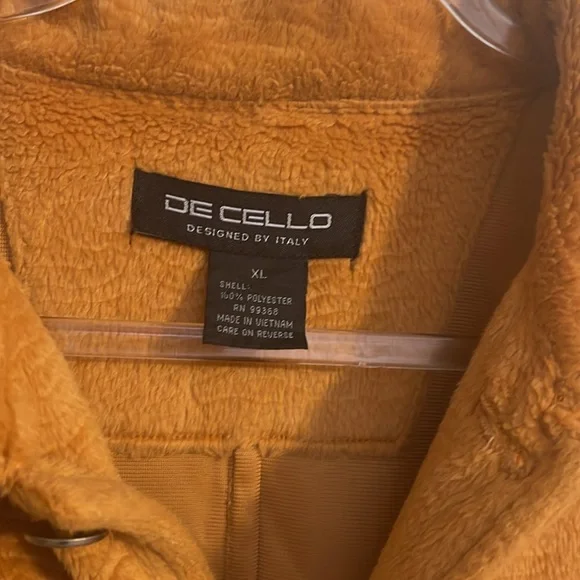 DE CELLO
DESIGNED BY ITALY
XL
SHELL:
100% POLYESTER
RN 99368
MADE IN VIETNAM
CARE ON REVERSE